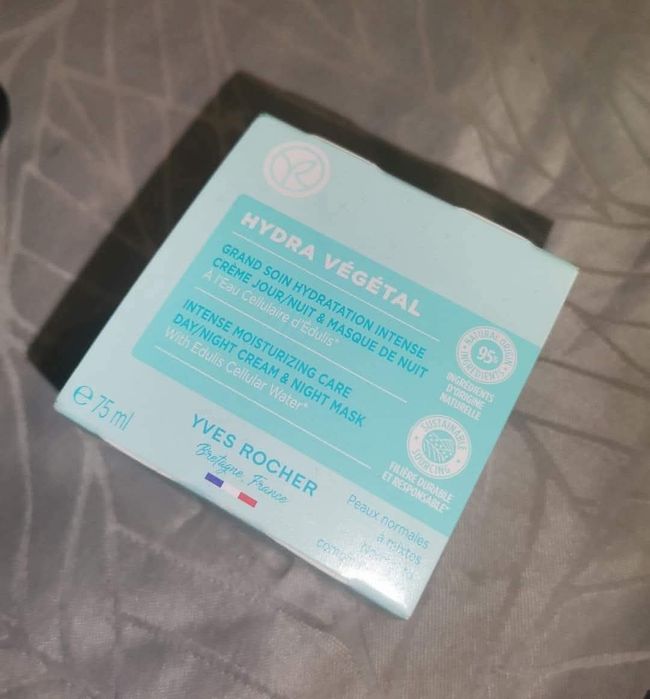 YR
HYDRA VÉGÉTAL
GRAND SOIN HYDRATATION INTENSE
CRÈME JOUR/NUIT & MASQUE DE NUIT
À l'Eau Cellulaire d'Edulis*
INTENSE MOISTURIZING CARE
DAY/NIGHT CREAM & NIGHT MASK
With Edulis Cellular Water*
e 75 ml
YVES ROCHER
Bretagne, France
NATURAL ORIGIN
95%
INGREDIENTS
INGRÉDIENTS
D'ORIGINE
NATURELLE
SUSTAINABLE
SOURCING
FILIÈRE DURABLE
ET RESPONSABLE*
Peaux normales
à mixtes